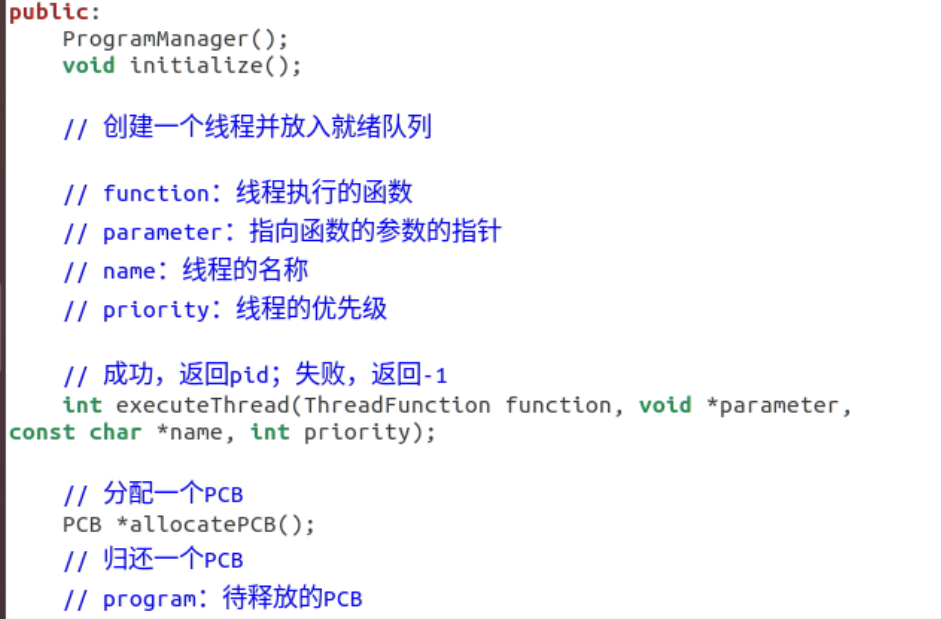 public:
ProgramManager();
void initialize();
// 创建一个线程并放入就绪队列
// function：线程执行的函数
// parameter：指向函数的参数的指针
// name：线程的名称
// priority：线程的优先级
// 成功，返回pid；失败，返回-1
int executeThread(ThreadFunction function, void *parameter,
const char *name, int priority);
// 分配一个PCB
PCB *allocatePCB();
// 归还一个PCB
// program：待释放的PCB